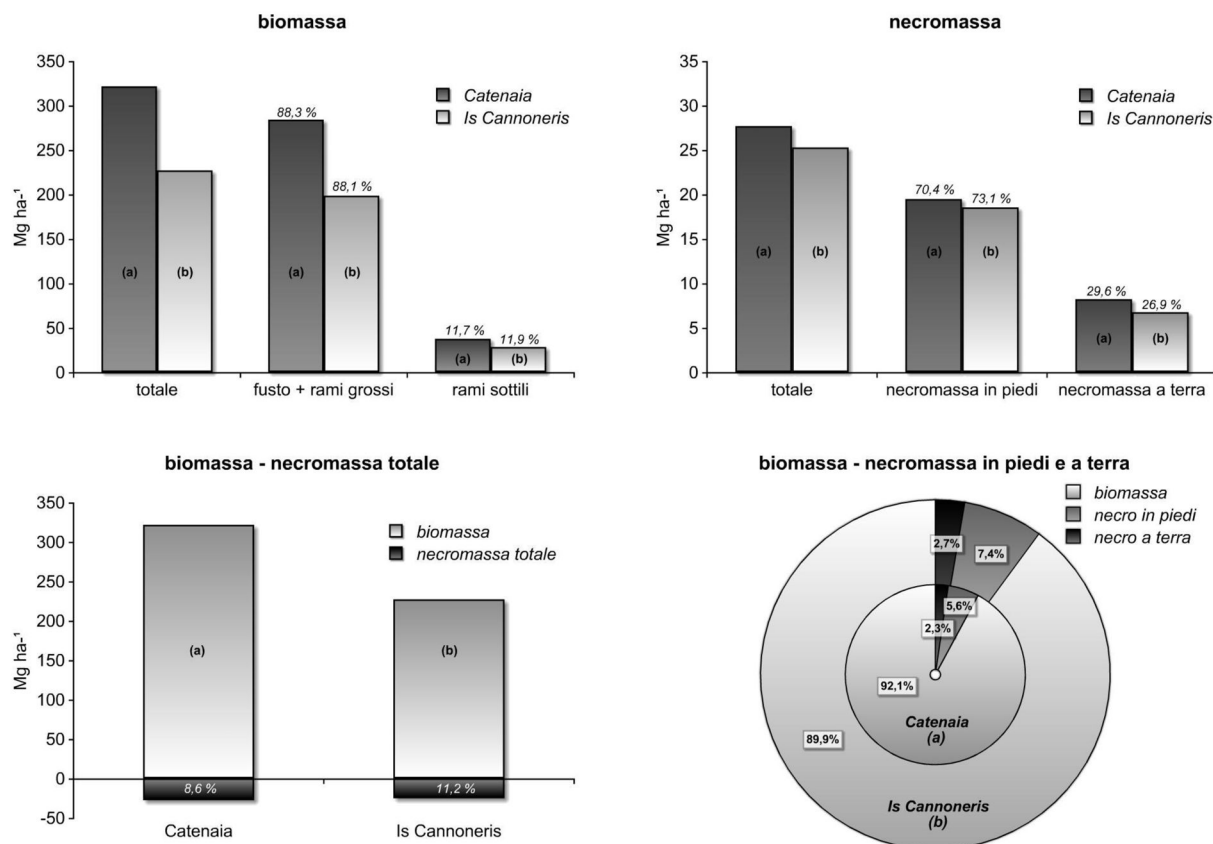 biomassa
350
300
250
200
150
100
50
0
Mg ha-¹
Catenaia
Is Cannoneris
88,3 %
88,1 %
11,7 %
11,9 %
(a)
(b)
(a)
(b)
(a)
(b)
totale
fusto + rami grossi
rami sottili
necromassa
35
30
25
20
15
10
5
0
Mg ha-¹
Catenaia
Is Cannoneris
70,4 %
73,1 %
29,6 %
26,9 %
(a)
(b)
(a)
(b)
(a)
(b)
totale
necromassa in piedi
necromassa a terra
biomassa - necromassa totale
350
300
250
200
150
100
50
0
-50
Mg ha-¹
biomassa
necromassa totale
(a)
(b)
8,6 %
11,2 %
Catenaia
Is Cannoneris
biomassa - necromassa in piedi e a terra
biomassa
necro in piedi
necro a terra
2,7%
7,4%
5,6%
2,3%
92,1%
89,9%
Catenaia
(a)
Is Cannoneris
(b)